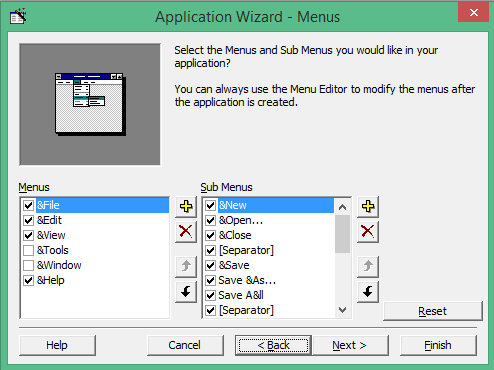 Application Wizard - Menus
Select the Menus and Sub Menus you would like in your
application?
You can always use the Menu Editor to modify the menus after
the application is created.
Menus
&File
&Edit
&View
&Tools
&Window
&Help
Sub Menus
&New
&Open...
&Close
[Separator]
&Save
Save &As...
Save A&ll
[Separator]
Reset
Help
Cancel
< Back
Next >
Finish